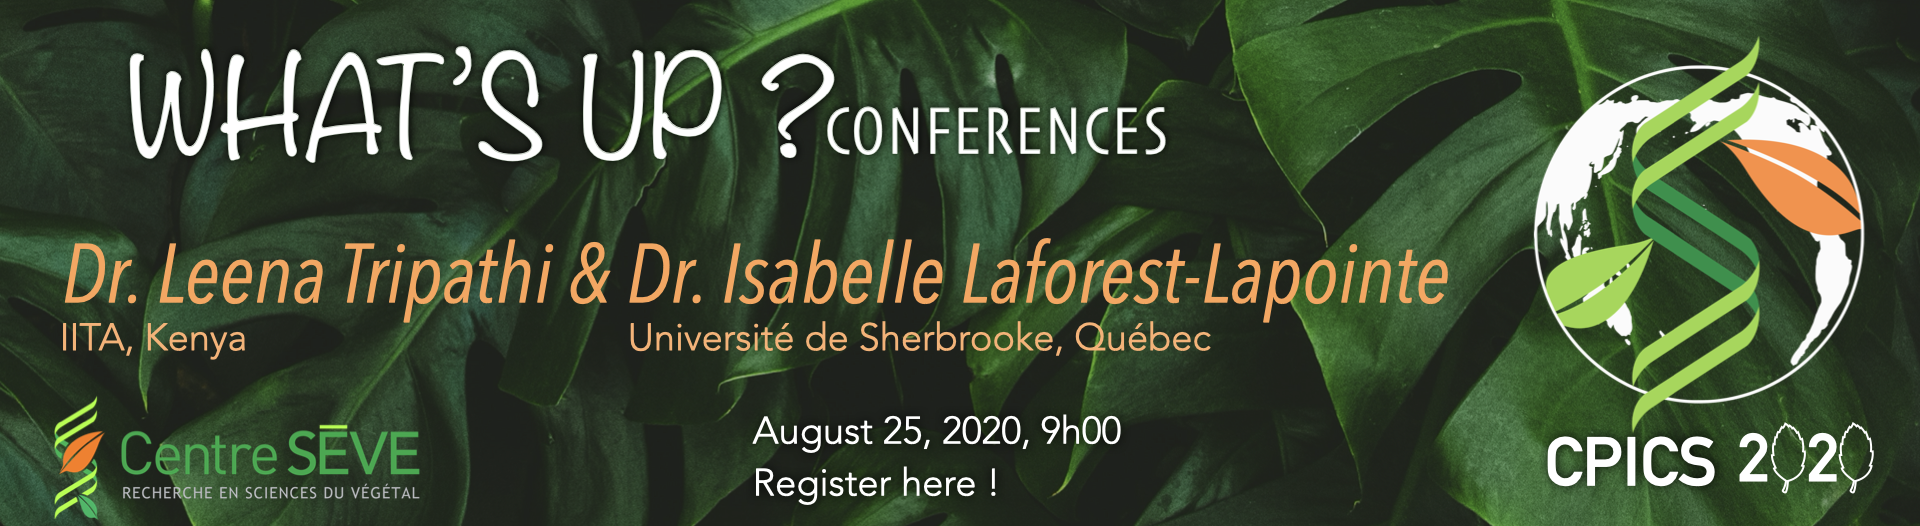 WHAT'S UP ? CONFERENCES
Dr. Leena Tripathi & Dr. Isabelle Laforest-Lapointe
IITA, Kenya
Université de Sherbrooke, Québec
August 25, 2020, 9h00
Register here !
Centre SĒVE
RECHERCHE EN SCIENCES DU VÉGÉTAL
CPICS 2020